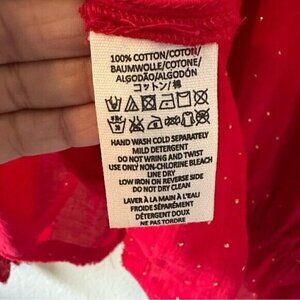 100% COTTON/COTON/
BAUMWOLLE/COTONE/
ALGODÃO/ALGODÓN
コットン/棉
HAND WASH COLD SEPARATELY
MILD DETERGENT
DO NOT WRING AND TWIST
USE ONLY NON-CHLORINE BLEACH
LINE DRY
LOW IRON ON REVERSE SIDE
DO NOT DRY CLEAN
LAVER À LA MAIN À L'EAU
FROIDE SÉPARÉMENT
DÉTERGENT DOUX
NE PAS TORDRE